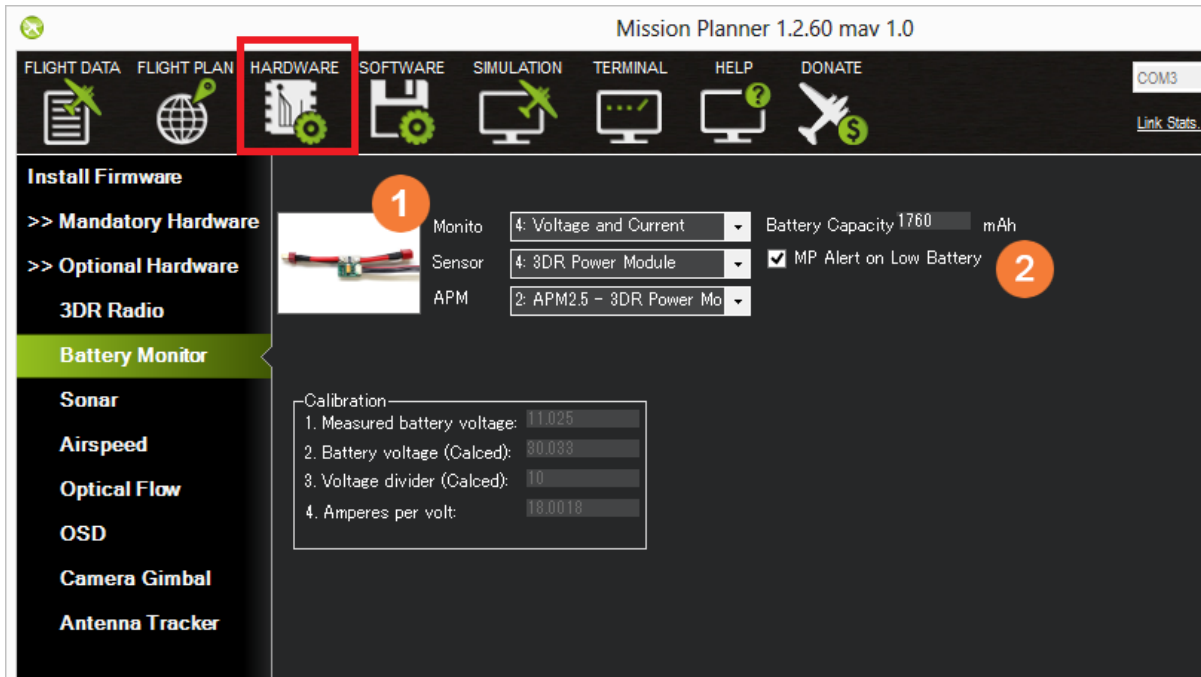 Mission Planner 1.2.60 mav 1.0
FLIGHT DATA FLIGHT PLAN HARDWARE SOFTWARE SIMULATION TERMINAL HELP DONATE
COM3
Link Stats.
Install Firmware
>> Mandatory Hardware
>> Optional Hardware
3DR Radio
Battery Monitor
Sonar
Airspeed
Optical Flow
OSD
Camera Gimbal
Antenna Tracker
1
Monito 4: Voltage and Current Battery Capacity 1760 mAh
Sensor 4: 3DR Power Module MP Alert on Low Battery
2
APM 2: APM2.5 - 3DR Power Mo
Calibration
1. Measured battery voltage: 11.025
2. Battery voltage (Calced): 30.033
3. Voltage divider (Calced): 10
4. Amperes per volt: 18.0018